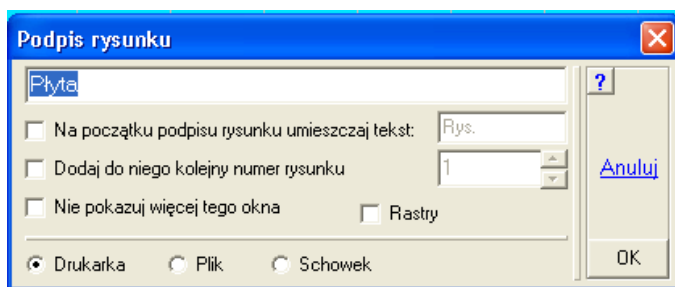 Podpis rysunku
Płyta
?
Na początku podpisu rysunku umieszczaj tekst: Rys.
Dodaj do niego kolejny numer rysunku 1
Anuluj
Nie pokazuj więcej tego okna Rastry
Drukarka Plik Schowek OK